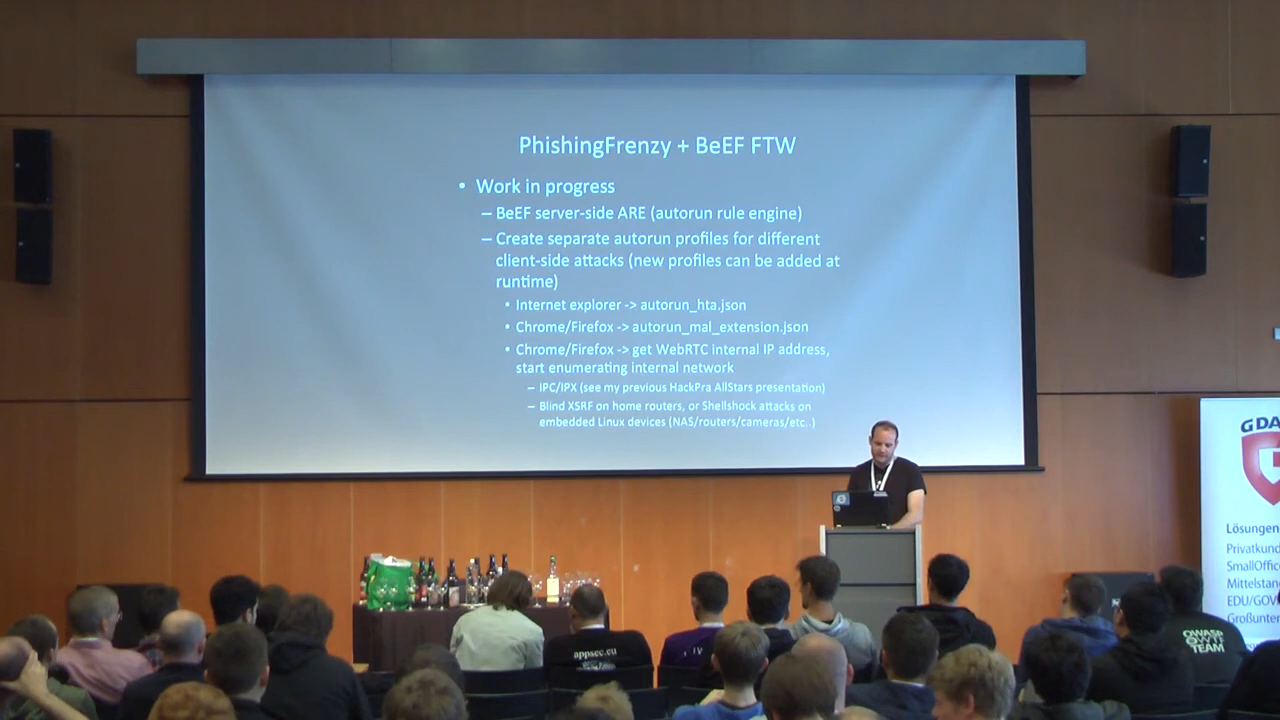 PhishingFrenzy + BeEF FTW
• Work in progress
– BeEF server-side ARE (autorun rule engine)
– Create separate autorun profiles for different
client-side attacks (new profiles can be added at
runtime)
• Internet explorer -> autorun_hta.json
• Chrome/Firefox -> autorun_mal_extension.json
• Chrome/Firefox -> get WebRTC internal IP address,
start enumerating internal network
– IPC/IPX (see my previous HackPra AllStars presentation)
– Blind XSRF on home routers, or Shellshock attacks on
embedded Linux devices (NAS/routers/cameras/etc..)
G DA
Lösungen
Privatkund
SmallOffic
Mittelstan
EDU/GOV
Großunter
appsec.eu
OWASP
TEAM